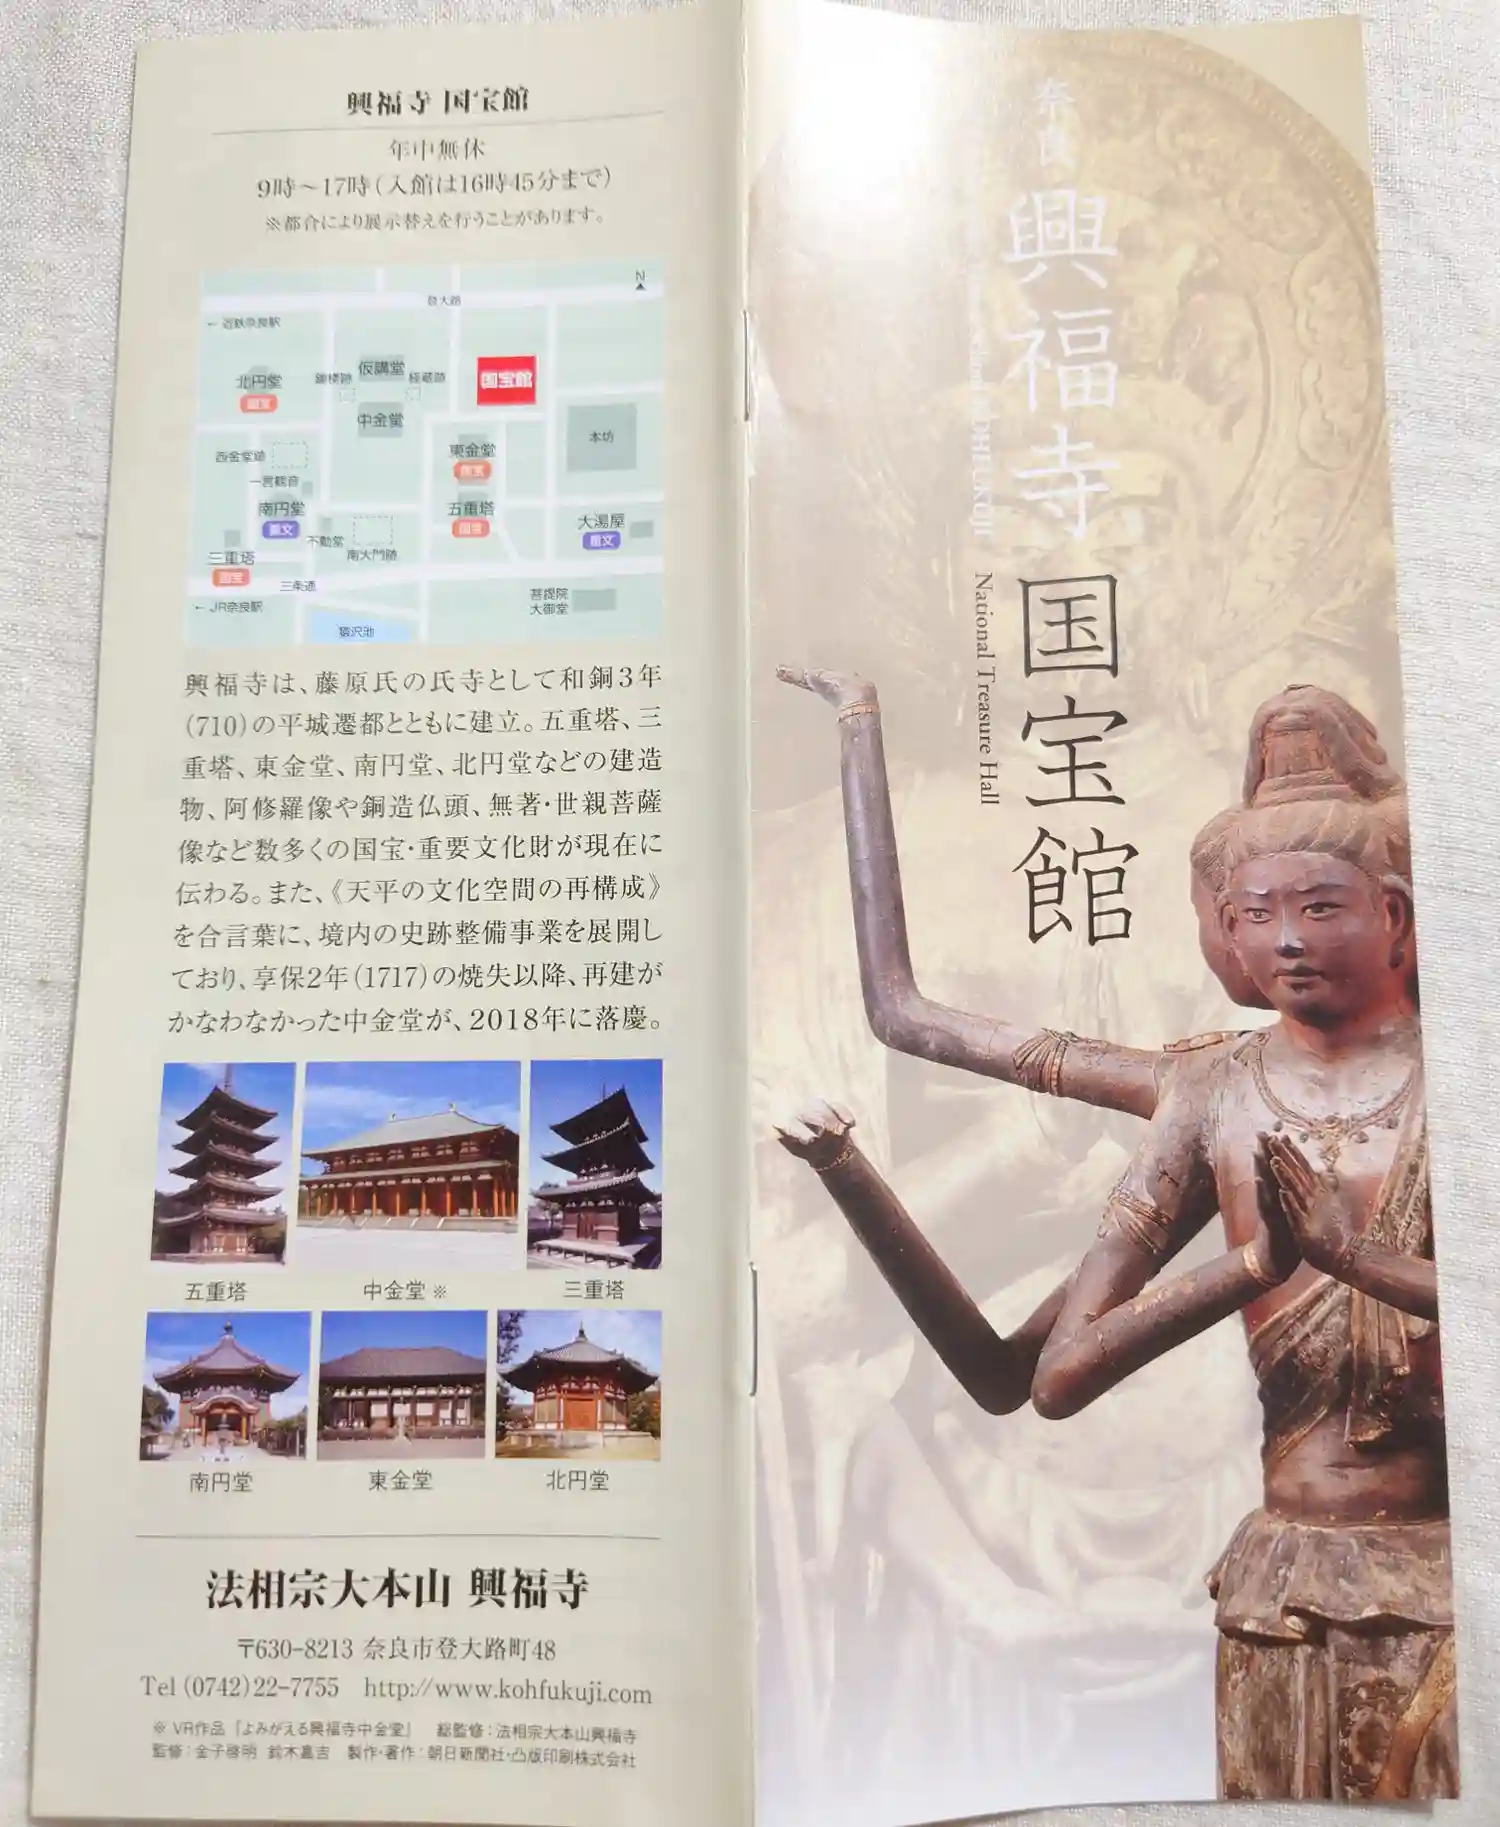 興福寺 国宝館
年中無休
9時～17時（入館は16時45分まで）
※都合により展示替えを行うことがあります。
N
登大路
← 近鉄奈良駅
仮講堂
鐘楼跡
経蔵跡
国宝館
北円堂
国宝
中金堂
本坊
東金堂
国宝
西金堂跡
一言観音
南円堂
重文
五重塔
国宝
大湯屋
重文
不動堂
南大門跡
三重塔
国宝
三条通
← JR奈良駅
菩提院
大御堂
猿沢池
興福寺は、藤原氏の氏寺として和銅3年
（710）の平城遷都とともに建立。五重塔、三
重塔、東金堂、南円堂、北円堂などの建造
物、阿修羅像や銅造仏頭、無著・世親菩薩
像など数多くの国宝・重要文化財が現在に
伝わる。また、《天平の文化空間の再構成》
を合言葉に、境内の史跡整備事業を展開し
ており、享保2年（1717）の焼失以降、再建が
かなわなかった中金堂が、2018年に落慶。
五重塔
中金堂※
三重塔
南円堂
東金堂
北円堂
法相宗大本山 興福寺
〒630-8213 奈良市登大路町48
Tel (0742)22-7755 http://www.kohfukuji.com
※ VR作品『よみがえる興福寺中金堂』 総監修：法相宗大本山興福寺
監修：金子啓明 鈴木嘉吉 製作・著作：朝日新聞社・凸版印刷株式会社
奈良
興福寺
国宝館
KOHFUKUJI
National Treasure Hall